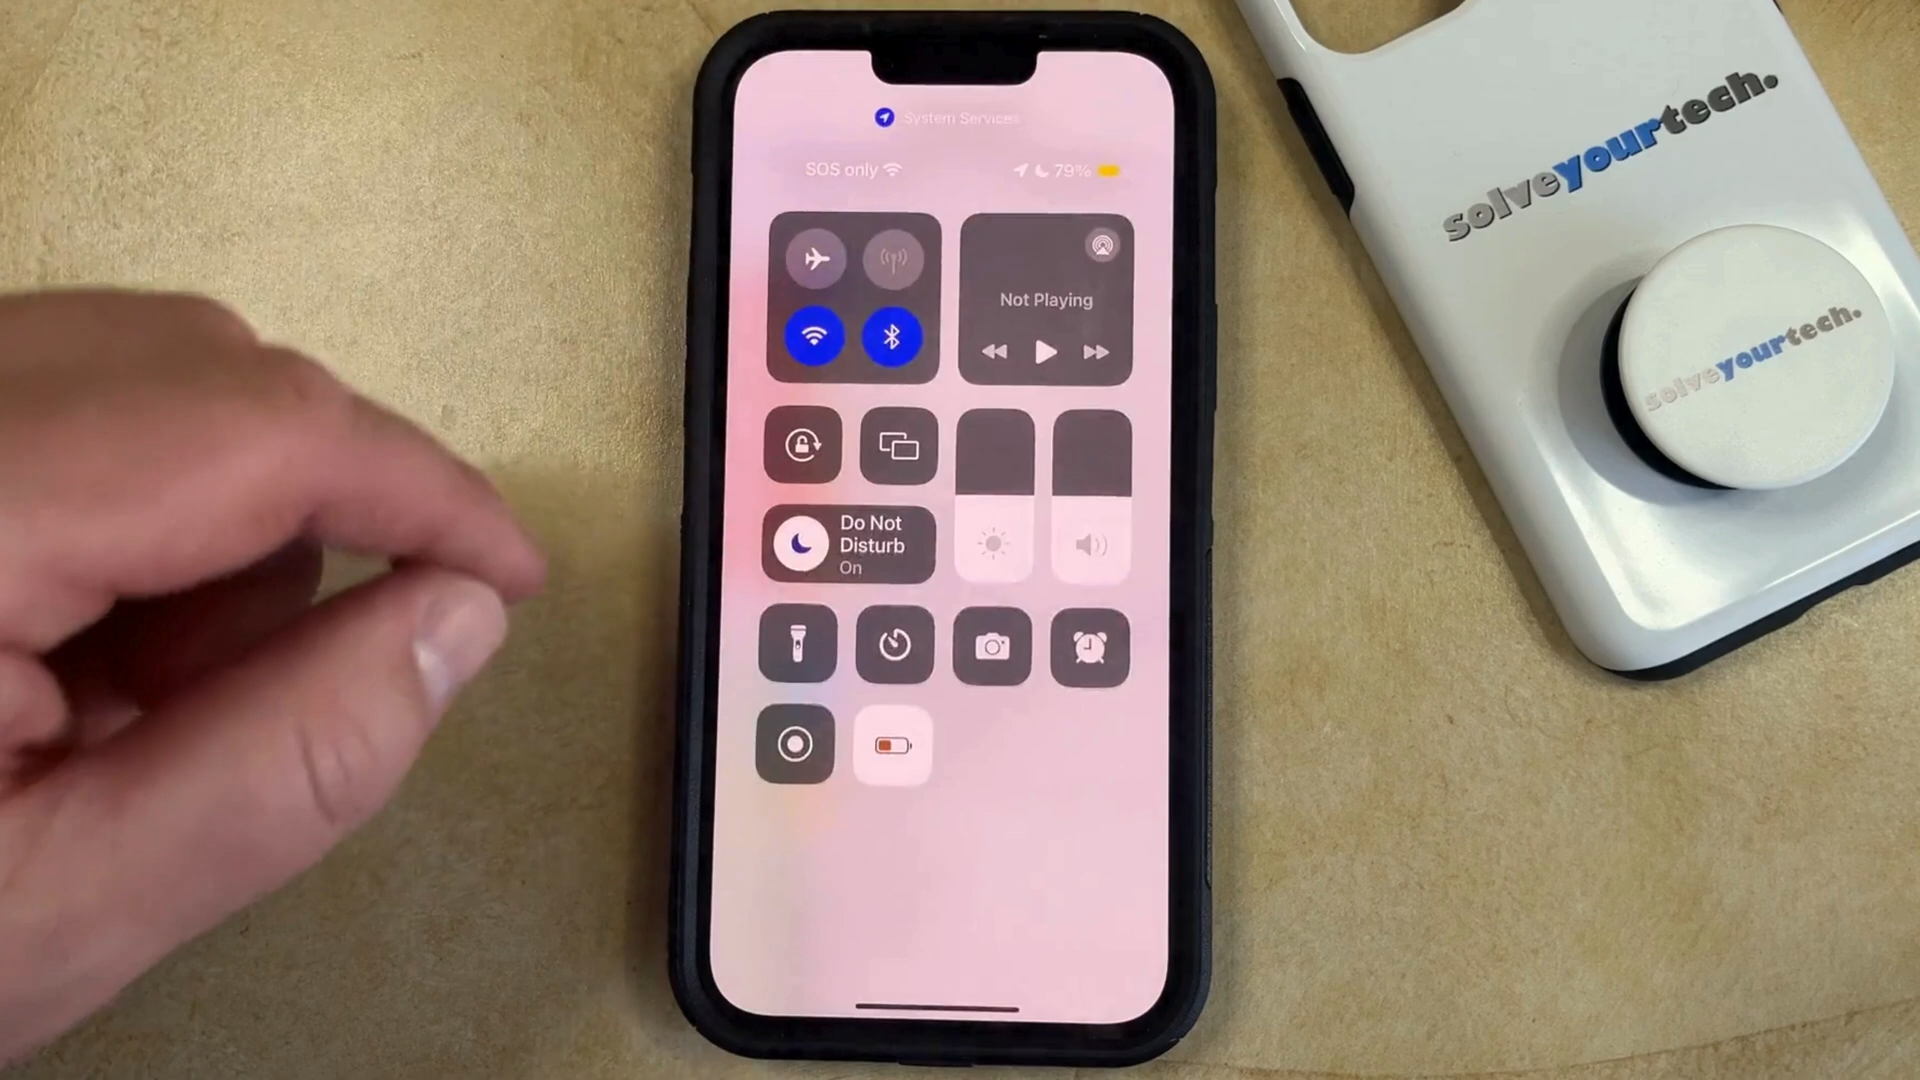 System Services
SOS only
79%
Not Playing
Do Not
Disturb
On
solveyourtech.
solveyourtech.